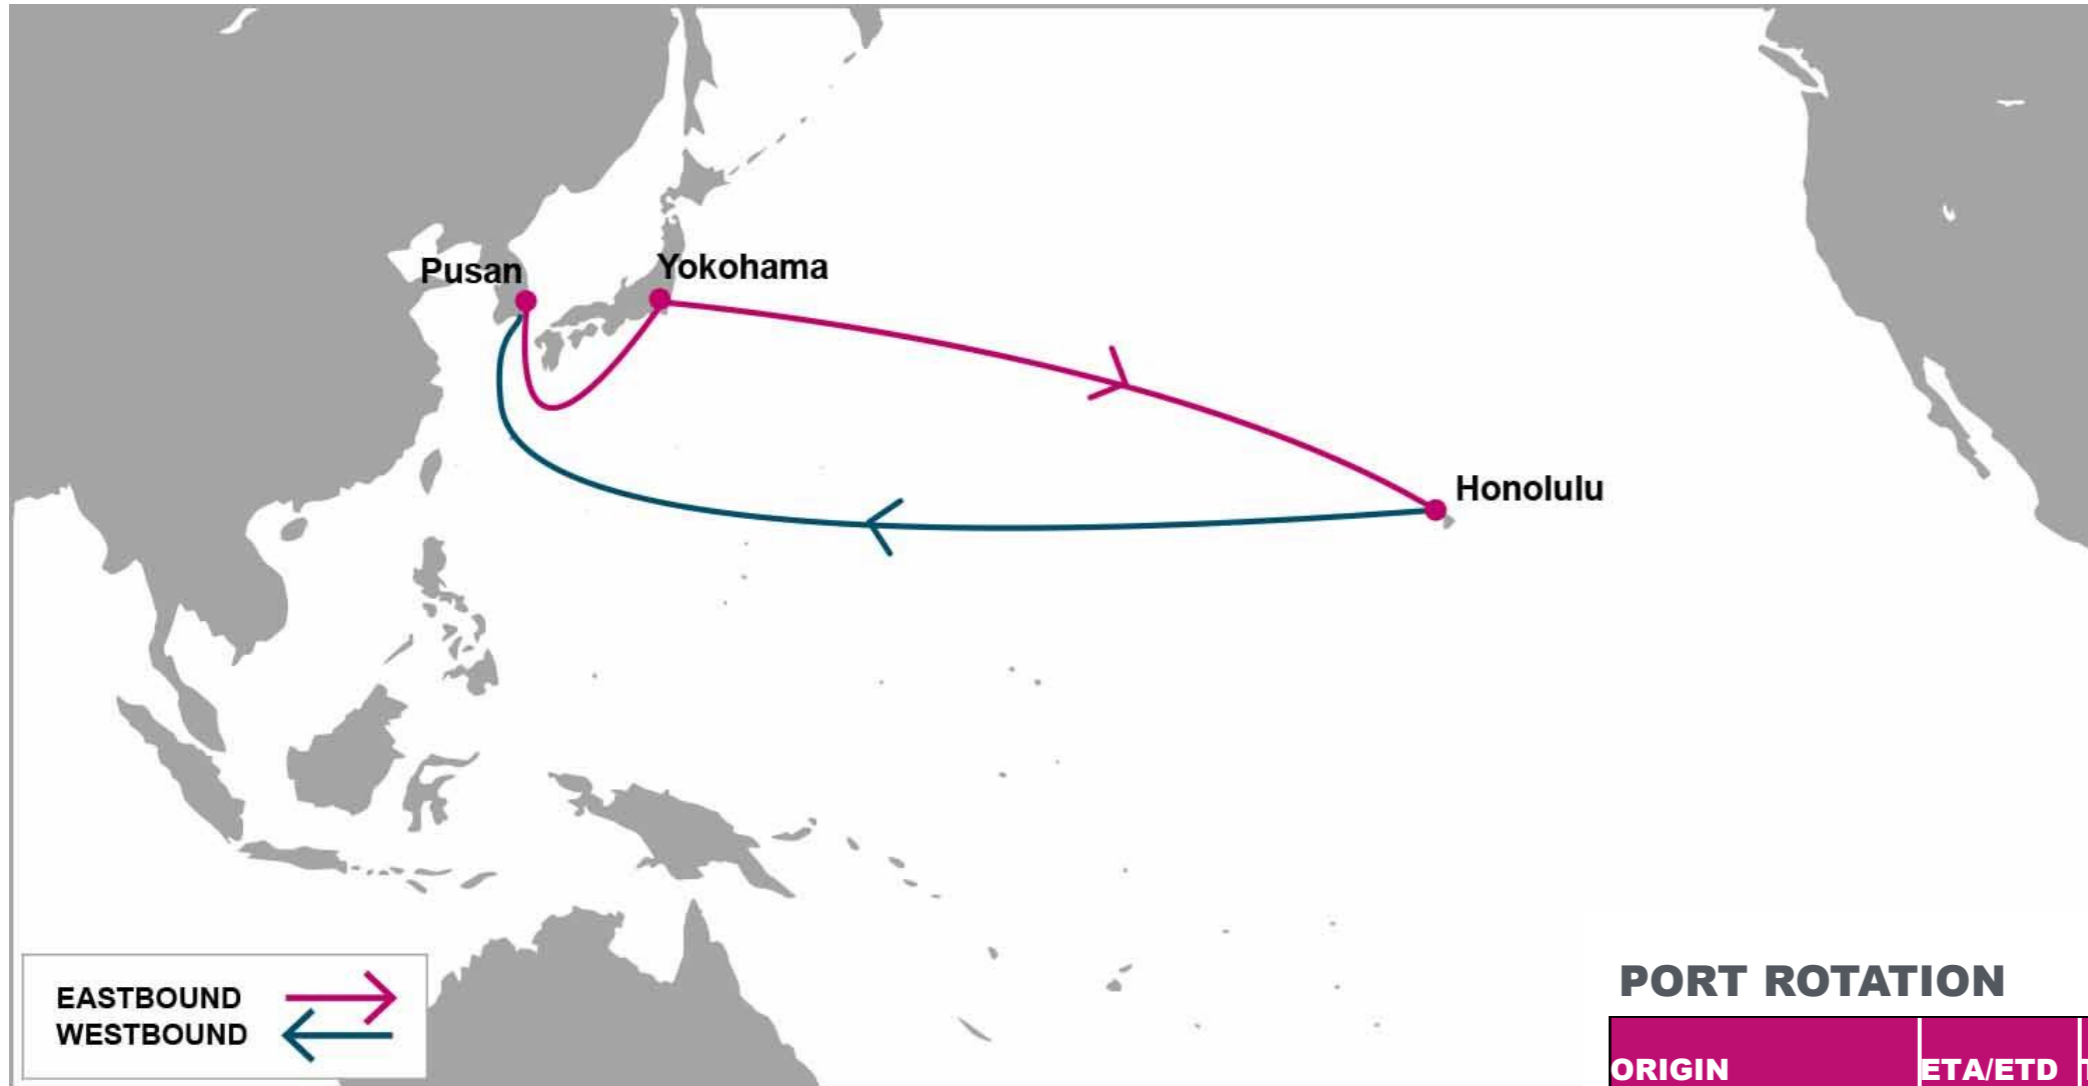 Pusan
Yokohama
Honolulu
EASTBOUND
WESTBOUND
PORT ROTATION
ORIGIN ETA/ETD